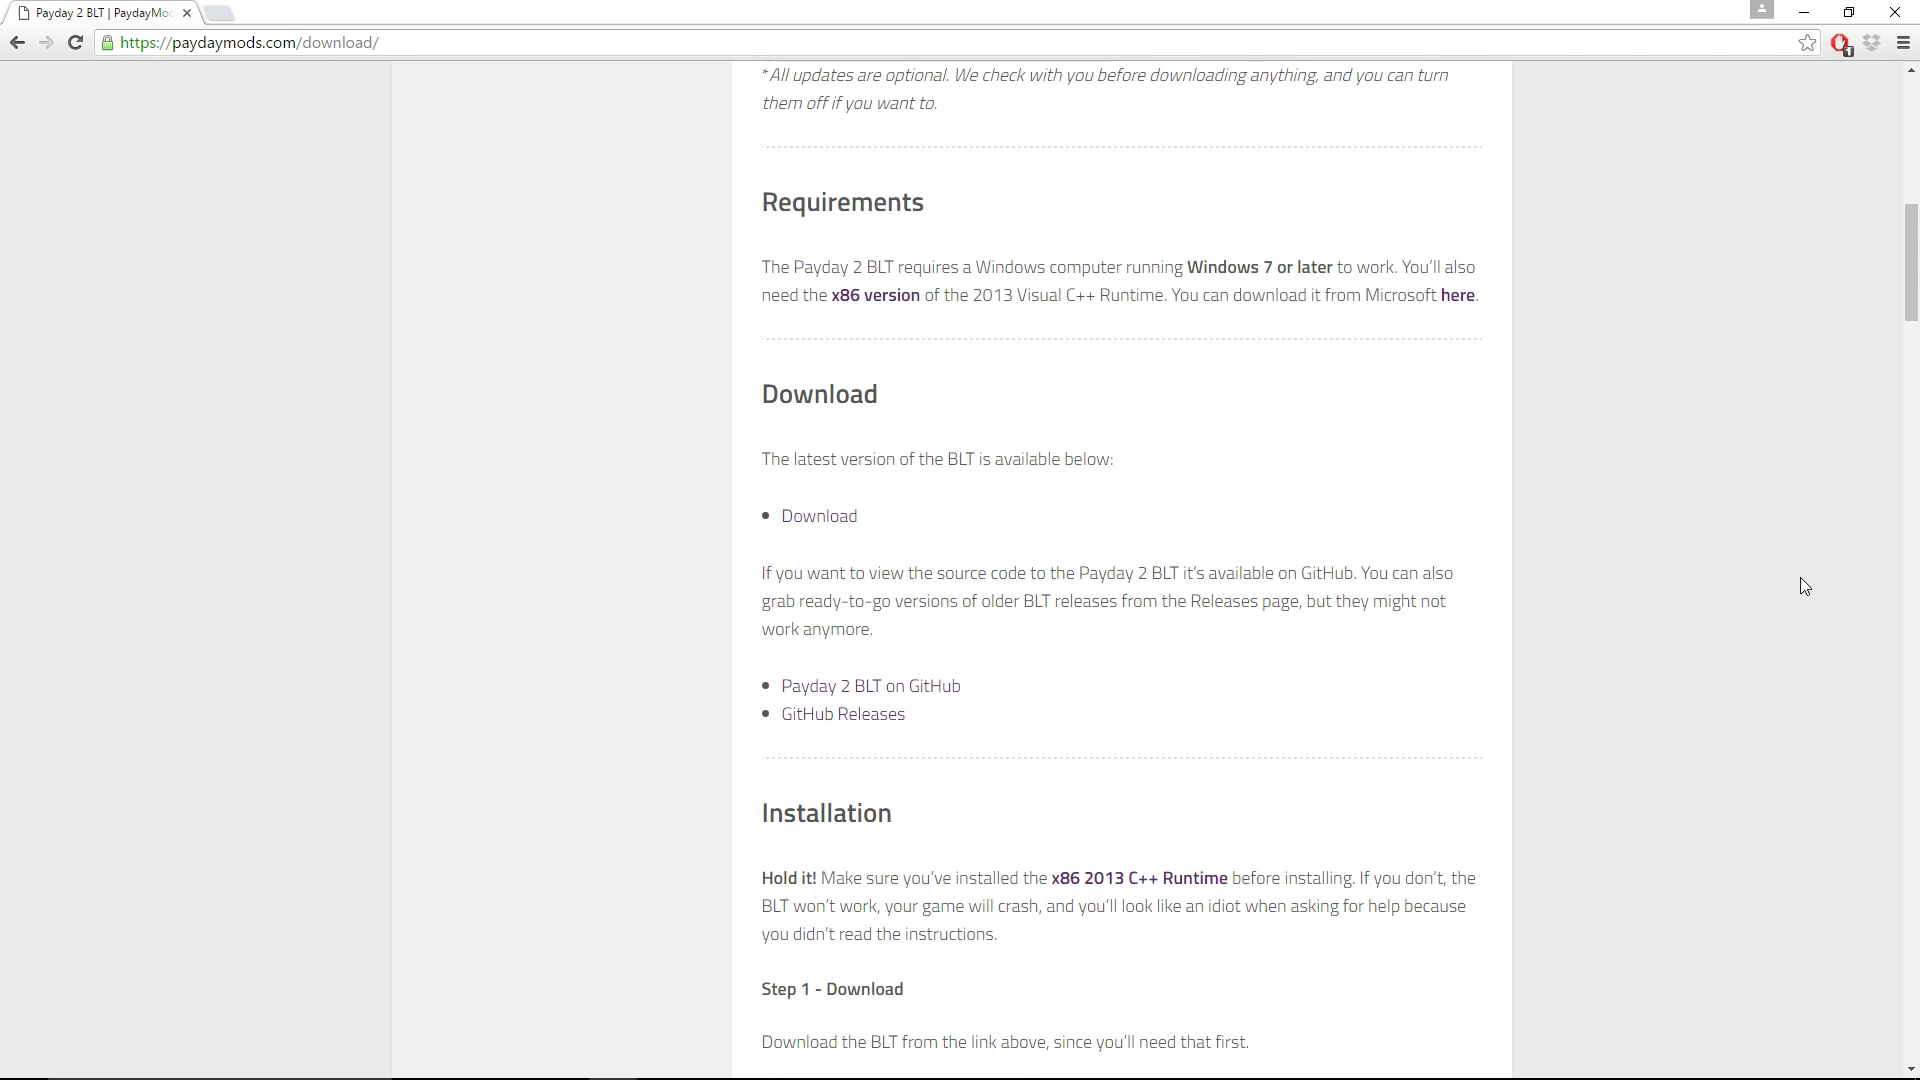 Payday 2 BLT | PaydayMo
https://paydaymods.com/download/
1
*All updates are optional. We check with you before downloading anything, and you can turn
them off if you want to.
Requirements
The Payday 2 BLT requires a Windows computer running Windows 7 or later to work. You'll also
need the x86 version of the 2013 Visual C++ Runtime. You can download it from Microsoft here.
Download
The latest version of the BLT is available below:
• Download
If you want to view the source code to the Payday 2 BLT it's available on GitHub. You can also
grab ready-to-go versions of older BLT releases from the Releases page, but they might not
work anymore.
• Payday 2 BLT on GitHub
• GitHub Releases
Installation
Hold it! Make sure you've installed the x86 2013 C++ Runtime before installing. If you don't, the
BLT won't work, your game will crash, and you'll look like an idiot when asking for help because
you didn't read the instructions.
Step 1 - Download
Download the BLT from the link above, since you'll need that first.